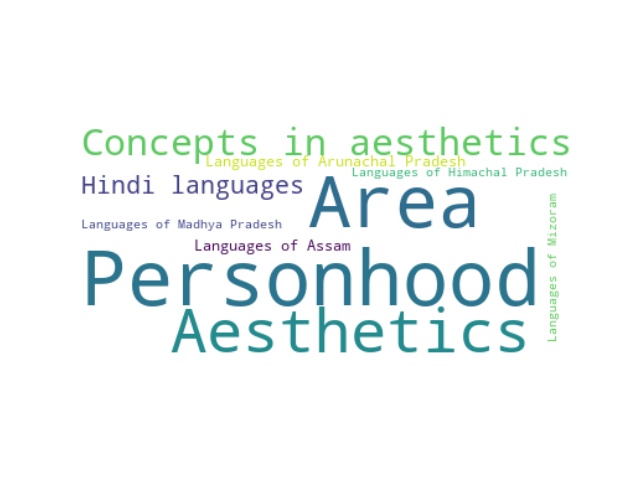 Concepts in aesthetics
Languages of Arunachal Pradesh
Languages of Himachal Pradesh
Hindi languages
Area
Languages of Madhya Pradesh
Languages of Assam
Languages of Mizoram
Personhood
Aesthetics